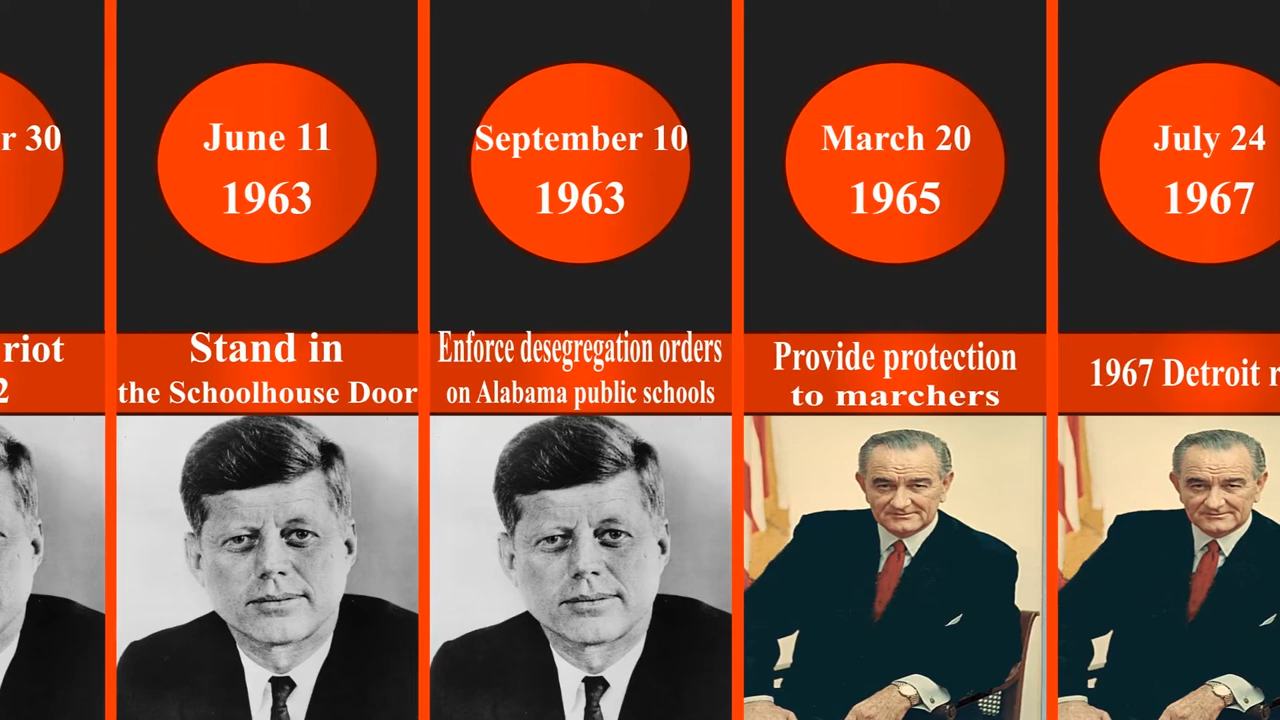 r 30
riot
2
June 11
1963
Stand in
the Schoolhouse Door
September 10
1963
Enforce desegregation orders
on Alabama public schools
March 20
1965
Provide protection
to marchers
July 24
1967
1967 Detroit r